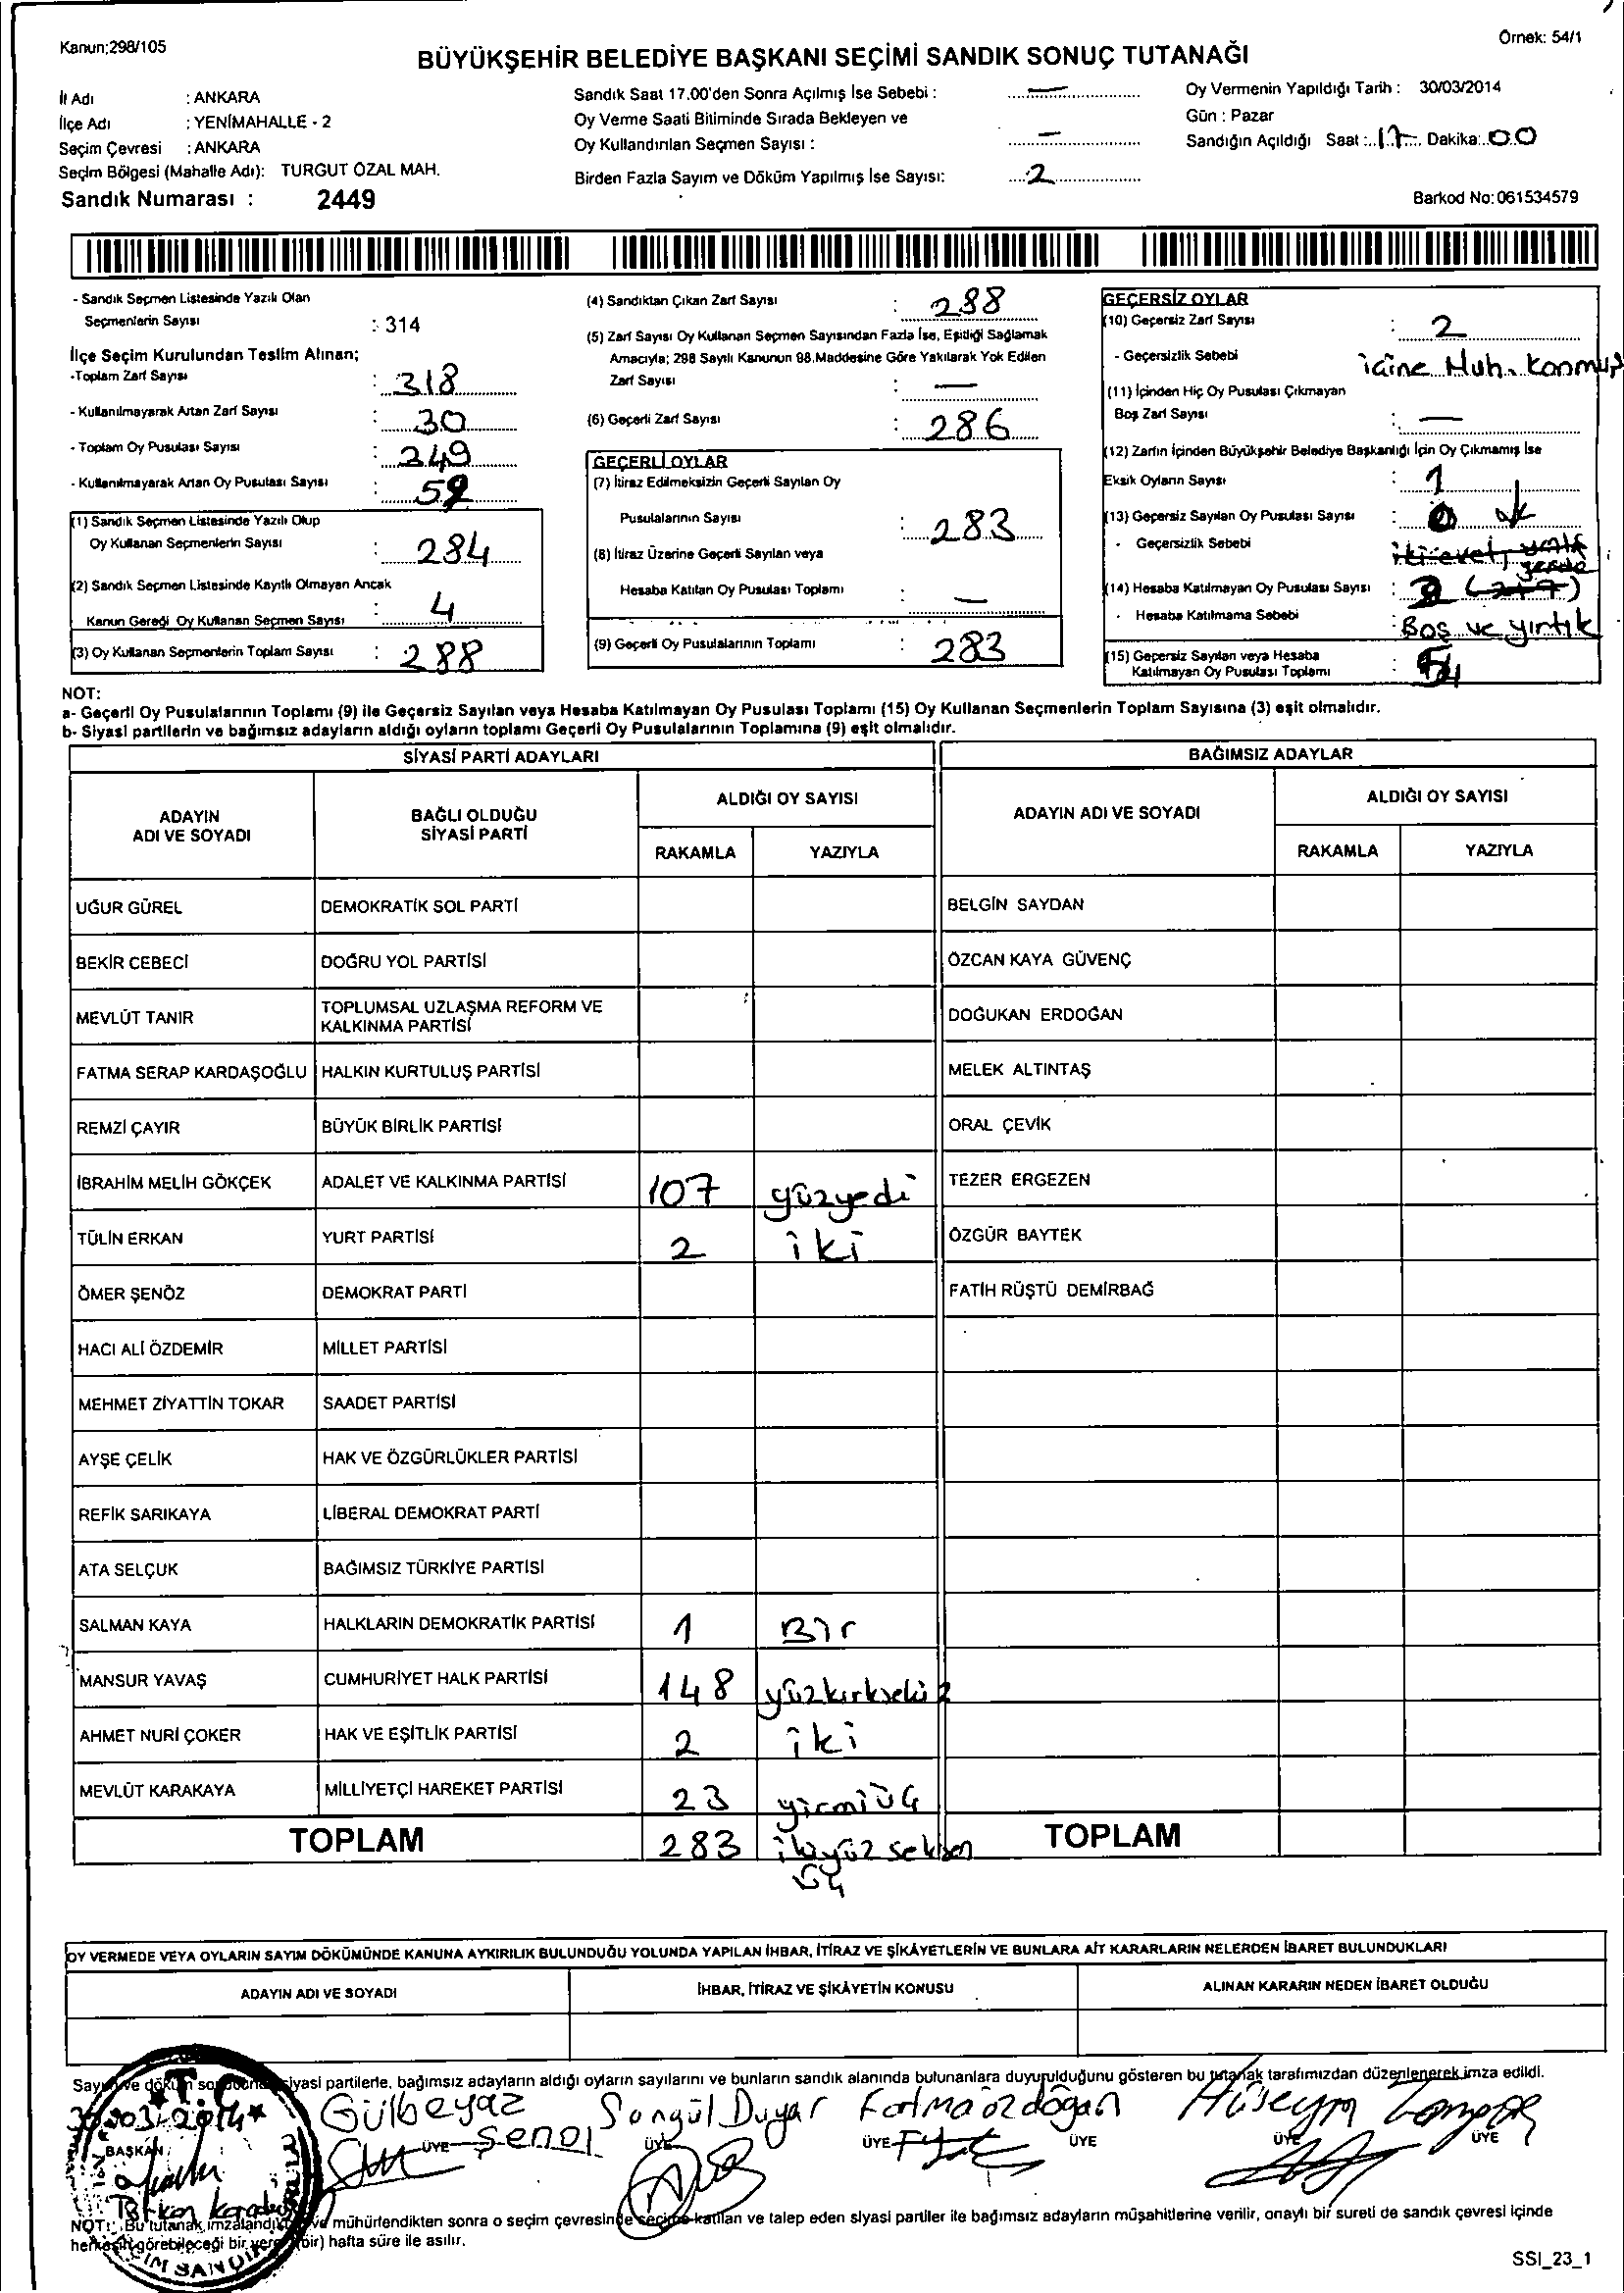 Kanun;298/105
Örnek: 54/1
BÜYÜKŞEHİR BELEDİYE BAŞKANI SEÇİMİ SANDIK SONUÇ TUTANAĞI
İl Adı : ANKARA
İlçe Adı : YENİMAHALLE - 2
Seçim Çevresi : ANKARA
Seçim Bölgesi (Mahalle Adı): TURGUT ÖZAL MAH.
Sandık Numarası : 2449
Sandık Saat 17.00'den Sonra Açılmış İse Sebebi : —
Oy Verme Saati Bitiminde Sırada Bekleyen ve
Oy Kullandırılan Seçmen Sayısı : —
Birden Fazla Sayım ve Döküm Yapılmış İse Sayısı: 2
Oy Vermenin Yapıldığı Tarih : 30/03/2014
Gün : Pazar
Sandığın Açıldığı Saat : 17 Dakika: 00
Barkod No:061534579
- Sandık Seçmen Listesinde Yazılı Olan
Seçmenlerin Sayısı : 314
İlçe Seçim Kurulundan Teslim Alınan;
-Toplam Zarf Sayısı : 318
- Kullanılmayarak Artan Zarf Sayısı : 30
- Toplam Oy Pusulası Sayısı : 349
- Kullanılmayarak Artan Oy Pusulası Sayısı :
(1) Sandık Seçmen Listesinde Yazılı Olup
Oy Kullanan Seçmenlerin Sayısı : 284
(2) Sandık Seçmen Listesinde Kayıtlı Olmayan Ancak
Kanun Gereği Oy Kullanan Seçmen Sayısı : 4
(3) Oy Kullanan Seçmenlerin Toplam Sayısı : 288
(4) Sandıktan Çıkan Zarf Sayısı : 288
(5) Zarf Sayısı Oy Kullanan Seçmen Sayısından Fazla İse, Eşitliği Sağlamak
Amacıyla; 298 Sayılı Kanunun 98.Maddesine Göre Yakılarak Yok Edilen
Zarf Sayısı : —
(6) Geçerli Zarf Sayısı : 286
GEÇERLİ OYLAR
(7) İtiraz Edilmeksizin Geçerli Sayılan Oy
Pusulalarının Sayısı : 283
(8) İtiraz Üzerine Geçerli Sayılan veya
Hesaba Katılan Oy Pusulası Toplamı : —
(9) Geçerli Oy Pusulalarının Toplamı : 283
GEÇERSİZ OYLAR
(10) Geçersiz Zarf Sayısı : 2
- Geçersizlik Sebebi içine Muh. konmuş
(11) İçinden Hiç Oy Pusulası Çıkmayan
Boş Zarf Sayısı : —
(12) Zarfın İçinden Büyükşehir Belediye Başkanlığı İçin Oy Çıkmamış İse
Eksik Oyların Sayısı : 1
(13) Geçersiz Sayılan Oy Pusulası Sayısı :
- Geçersizlik Sebebi
(14) Hesaba Katılmayan Oy Pusulası Sayısı :
- Hesaba Katılmama Sebebi : Boş ve yırtık
(15) Geçersiz Sayılan veya Hesaba
Katılmayan Oy Pusulası Toplamı :
NOT:
a- Geçerli Oy Pusulalarının Toplamı (9) ile Geçersiz Sayılan veya Hesaba Katılmayan Oy Pusulası Toplamı (15) Oy Kullanan Seçmenlerin Toplam Sayısına (3) eşit olmalıdır.
b- Siyasi partilerin ve bağımsız adayların aldığı oyların toplamı Geçerli Oy Pusulalarının Toplamına (9) eşit olmalıdır.
SİYASİ PARTİ ADAYLARI
BAĞIMSIZ ADAYLAR
ADAYIN
ADI VE SOYADI
BAĞLI OLDUĞU
SİYASİ PARTİ
ALDIĞI OY SAYISI
RAKAMLA YAZIYLA
ADAYIN ADI VE SOYADI
ALDIĞI OY SAYISI
RAKAMLA YAZIYLA
UĞUR GÜREL DEMOKRATİK SOL PARTİ BELGİN SAYDAN
BEKİR CEBECİ DOĞRU YOL PARTİSİ ÖZCAN KAYA GÜVENÇ
MEVLÜT TANIR TOPLUMSAL UZLAŞMA REFORM VE
KALKINMA PARTİSİ DOĞUKAN ERDOĞAN
FATMA SERAP KARDAŞOĞLU HALKIN KURTULUŞ PARTİSİ MELEK ALTINTAŞ
REMZİ ÇAYIR BÜYÜK BİRLİK PARTİSİ ORAL ÇEVİK
İBRAHİM MELİH GÖKÇEK ADALET VE KALKINMA PARTİSİ 107 yüzyedi TEZER ERGEZEN
TÜLİN ERKAN YURT PARTİSİ 2 iki ÖZGÜR BAYTEK
ÖMER ŞENÖZ DEMOKRAT PARTİ FATİH RÜŞTÜ DEMİRBAĞ
HACI ALİ ÖZDEMİR MİLLET PARTİSİ
MEHMET ZİYATTİN TOKAR SAADET PARTİSİ
AYŞE ÇELİK HAK VE ÖZGÜRLÜKLER PARTİSİ
REFİK SARIKAYA LİBERAL DEMOKRAT PARTİ
ATA SELÇUK BAĞIMSIZ TÜRKİYE PARTİSİ
SALMAN KAYA HALKLARIN DEMOKRATİK PARTİSİ 1 Bir
MANSUR YAVAŞ CUMHURİYET HALK PARTİSİ 148 yüzkırksekiz
AHMET NURİ ÇOKER HAK VE EŞİTLİK PARTİSİ 2 iki
MEVLÜT KARAKAYA MİLLİYETÇİ HAREKET PARTİSİ 23 yirmiüç
TOPLAM 283 ikiyüz seksen
üç
TOPLAM
OY VERMEDE VEYA OYLARIN SAYIM DÖKÜMÜNDE KANUNA AYKIRILIK BULUNDUĞU YOLUNDA YAPILAN İHBAR, İTİRAZ VE ŞİKÂYETLERİN VE BUNLARA AİT KARARLARIN NELERDEN İBARET BULUNDUKLARI
ADAYIN ADI VE SOYADI İHBAR, İTİRAZ VE ŞİKÂYETİN KONUSU ALINAN KARARIN NEDEN İBARET OLDUĞU
siyasi partilerle, bağımsız adayların aldığı oyların sayılarını ve bunların sandık alanında bulunanlara duyurulduğunu gösteren bu tutanak tarafımızdan düzenlenerek imza edildi.
T.C
Gülbeyaz Songül Duyar Fatma özdoğan Hüseyin
Şenol
BAŞKAN ÜYE ÜYE ÜYE ÜYE ÜYE ÜYE
NOT: Bu tutanak, imzalandıktan ve mühürlendikten sonra o seçim çevresinde seçime katılan ve talep eden siyasi partiler ile bağımsız adayların müşahitlerine verilir, onaylı bir sureti de sandık çevresi içinde
herkesin görebileceği bir yere (bir) hafta süre ile asılır.
SSI_23_1